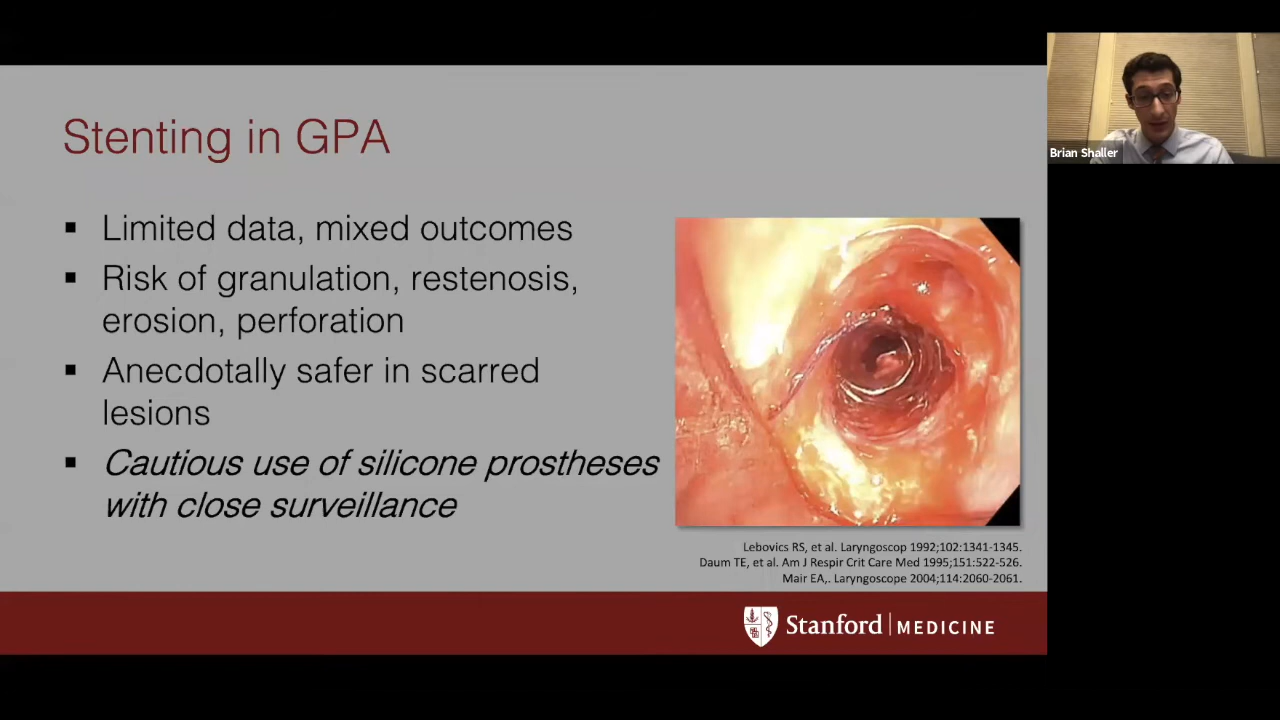 Stenting in GPA
▪ Limited data, mixed outcomes
▪ Risk of granulation, restenosis,
erosion, perforation
▪ Anecdotally safer in scarred
lesions
▪ Cautious use of silicone prostheses
with close surveillance
Lebovics RS, et al. Laryngoscop 1992;102:1341-1345.
Daum TE, et al. Am J Respir Crit Care Med 1995;151:522-526.
Mair EA,. Laryngoscope 2004;114:2060-2061.
Stanford | MEDICINE
Brian Shaller